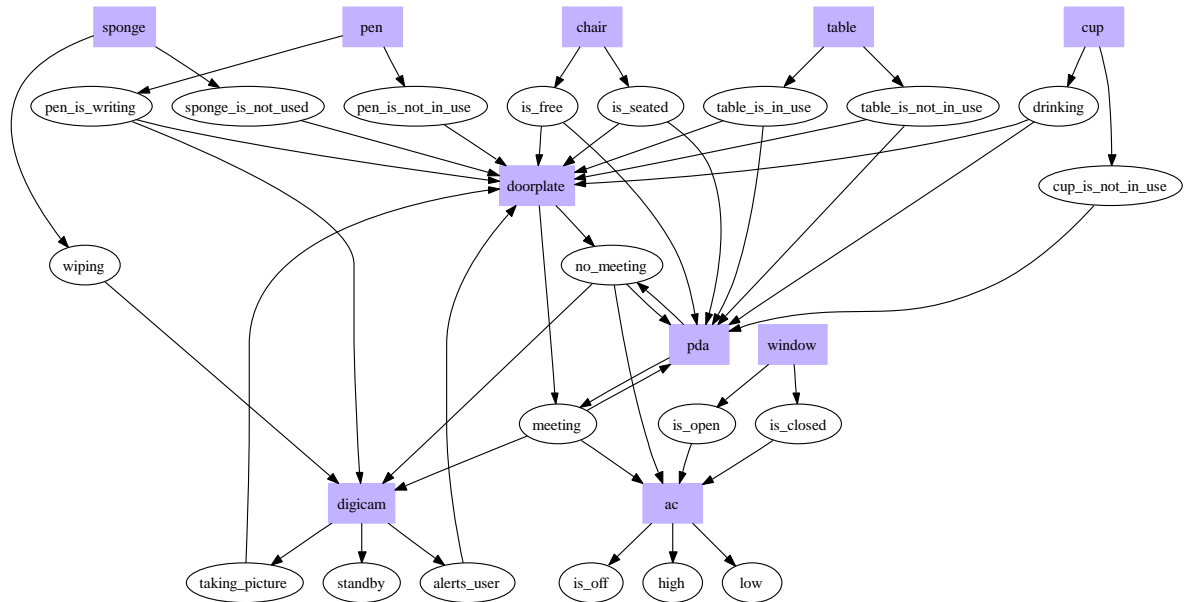 sponge
pen
chair
table
cup
pen_is_writing
sponge_is_not_used
pen_is_not_in_use
is_free
is_seated
table_is_in_use
table_is_not_in_use
drinking
doorplate
cup_is_not_in_use
wiping
no_meeting
pda
window
meeting
is_open
is_closed
digicam
ac
taking_picture
standby
alerts_user
is_off
high
low